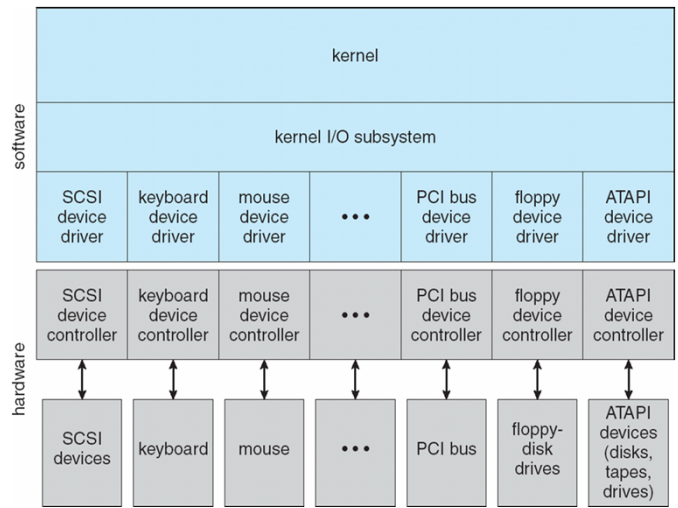 kernel
software
kernel I/O subsystem
SCSI
device
driver
keyboard
device
driver
mouse
device
driver
•••
PCI bus
device
driver
floppy
device
driver
ATAPI
device
driver
hardware
SCSI
device
controller
keyboard
device
controller
mouse
device
controller
•••
PCI bus
device
controller
floppy
device
controller
ATAPI
device
controller
SCSI
devices
keyboard
mouse
•••
PCI bus
floppy-
disk
drives
ATAPI
devices
(disks,
tapes,
drives)